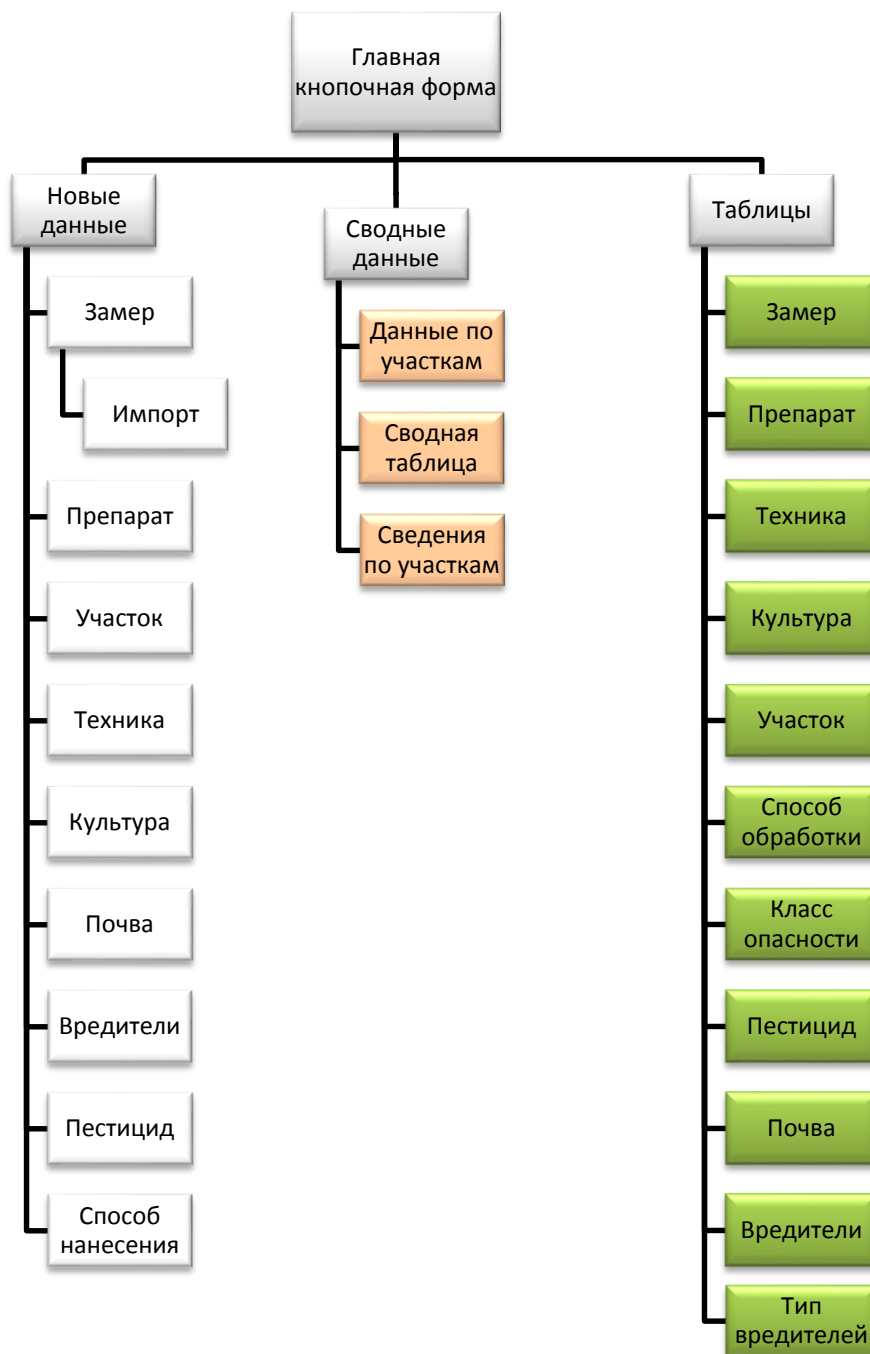 Главная
кнопочная форма
Новые
данные
Замер
Импорт
Препарат
Участок
Техника
Культура
Почва
Вредители
Пестицид
Способ
нанесения
Сводные
данные
Данные по
участкам
Сводная
таблица
Сведения
по участкам
Таблицы
Замер
Препарат
Техника
Культура
Участок
Способ
обработки
Класс
опасности
Пестицид
Почва
Вредители
Тип
вредителей